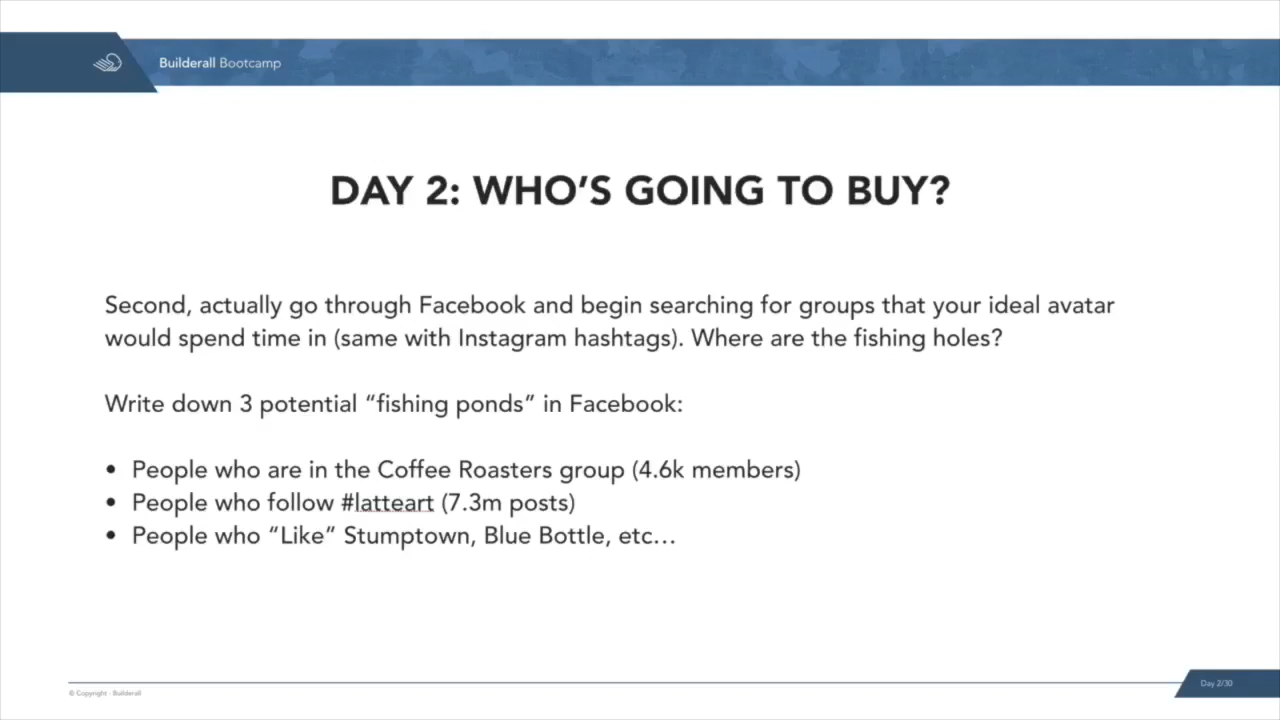 Builderall Bootcamp
DAY 2: WHO’S GOING TO BUY?
Second, actually go through Facebook and begin searching for groups that your ideal avatar
would spend time in (same with Instagram hashtags). Where are the fishing holes?
Write down 3 potential “fishing ponds” in Facebook:
• People who are in the Coffee Roasters group (4.6k members)
• People who follow #latteart (7.3m posts)
• People who “Like” Stumptown, Blue Bottle, etc…
© Copyright - Builderall
Day 2/30